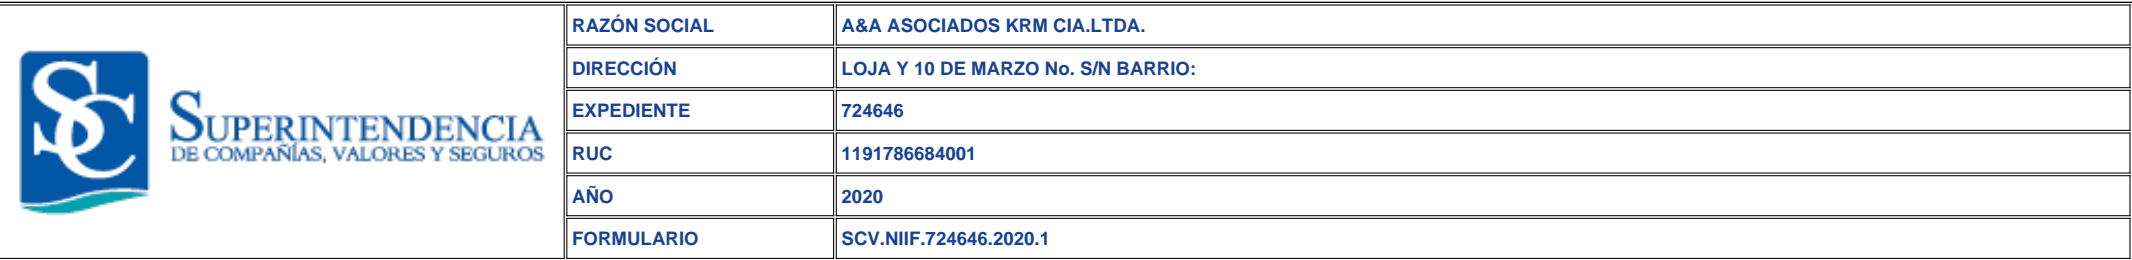 SC
SUPERINTENDENCIA
DE COMPAÑÍAS, VALORES Y SEGUROS
RAZÓN SOCIAL A&A ASOCIADOS KRM CIA.LTDA.
DIRECCIÓN LOJA Y 10 DE MARZO No. S/N BARRIO:
EXPEDIENTE 724646
RUC 1191786684001
AÑO 2020
FORMULARIO SCV.NIIF.724646.2020.1